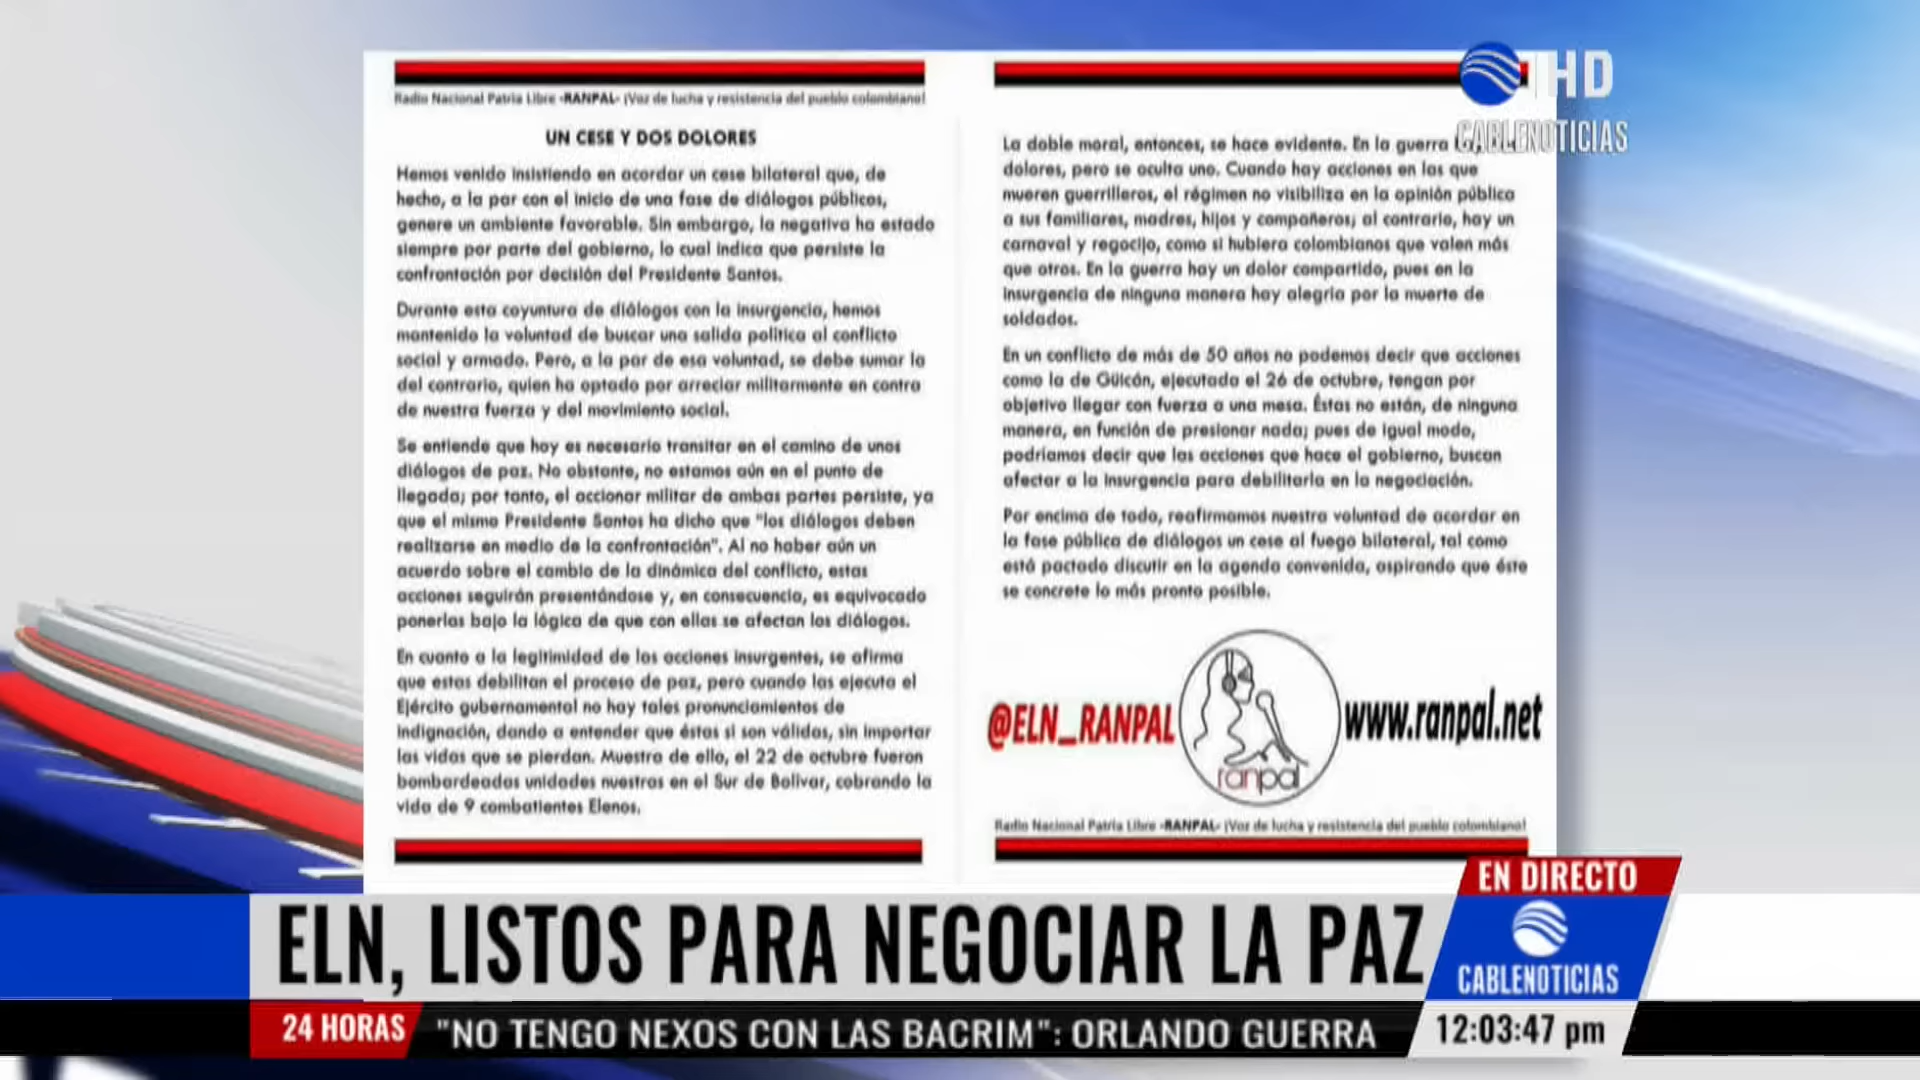 Radio Nacional Patria Libre -RANPAL- ¡Voz de lucha y resistencia del pueblo colombiano!
UN CESE Y DOS DOLORES
Hemos venido insistiendo en acordar un cese bilateral que, de
hecho, a la par con el inicio de una fase de diálogos públicos,
genere un ambiente favorable. Sin embargo, la negativa ha estado
siempre por parte del gobierno, lo cual indica que persiste la
confrontación por decisión del Presidente Santos.
Durante esta coyuntura de diálogos con la insurgencia, hemos
mantenido la voluntad de buscar una salida política al conflicto
social y armado. Pero, a la par de esa voluntad, se debe sumar la
del contrario, quien ha optado por arreciar militarmente en contra
de nuestra fuerza y del movimiento social.
Se entiende que hoy es necesario transitar en el camino de unos
diálogos de paz. No obstante, no estamos aún en el punto de
llegada; por tanto, el accionar militar de ambas partes persiste, ya
que el mismo Presidente Santos ha dicho que "los diálogos deben
realizarse en medio de la confrontación". Al no haber aún un
acuerdo sobre el cambio de la dinámica del conflicto, estas
acciones seguirán presentándose y, en consecuencia, es equivocado
ponerlas bajo la lógica de que con ellas se afectan los diálogos.
En cuanto a la legitimidad de las acciones insurgentes, se afirma
que estas debilitan el proceso de paz, pero cuando las ejecuta el
Ejército gubernamental no hay tales pronunciamientos de
indignación, dando a entender que éstas si son válidas, sin importar
las vidas que se pierdan. Muestra de ello, el 22 de octubre fueron
bombardeadas unidades nuestras en el Sur de Bolívar, cobrando la
vida de 9 combatientes Elenos.
La doble moral, entonces, se hace evidente. En la guerra
dolores, pero se oculta uno. Cuando hay acciones en las que
mueren guerrilleros, el régimen no visibiliza en la opinión pública
a sus familiares, madres, hijos y compañeros; al contrario, hay un
carnaval y regocijo, como si hubiera colombianos que valen más
que otros. En la guerra hay un dolor compartido, pues en la
insurgencia de ninguna manera hay alegría por la muerte de
soldados.
En un conflicto de más de 50 años no podemos decir que acciones
como la de Güicán, ejecutada el 26 de octubre, tengan por
objetivo llegar con fuerza a una mesa. Éstas no están, de ninguna
manera, en función de presionar nada; pues de igual modo,
podríamos decir que las acciones que hace el gobierno, buscan
afectar a la insurgencia para debilitarla en la negociación.
Por encima de todo, reafirmamos nuestra voluntad de acordar en
la fase pública de diálogos un cese al fuego bilateral, tal como
está pactado discutir en la agenda convenida, aspirando que éste
se concrete lo más pronto posible.
@ELN_RANPAL
ranpal
www.ranpal.net
Radio Nacional Patria Libre -RANPAL- ¡Voz de lucha y resistencia del pueblo colombiano!
HD
CABLENOTICIAS
EN DIRECTO
ELN, LISTOS PARA NEGOCIAR LA PAZ
CABLENOTICIAS
24 HORAS
"NO TENGO NEXOS CON LAS BACRIM": ORLANDO GUERRA
12:03:47 pm